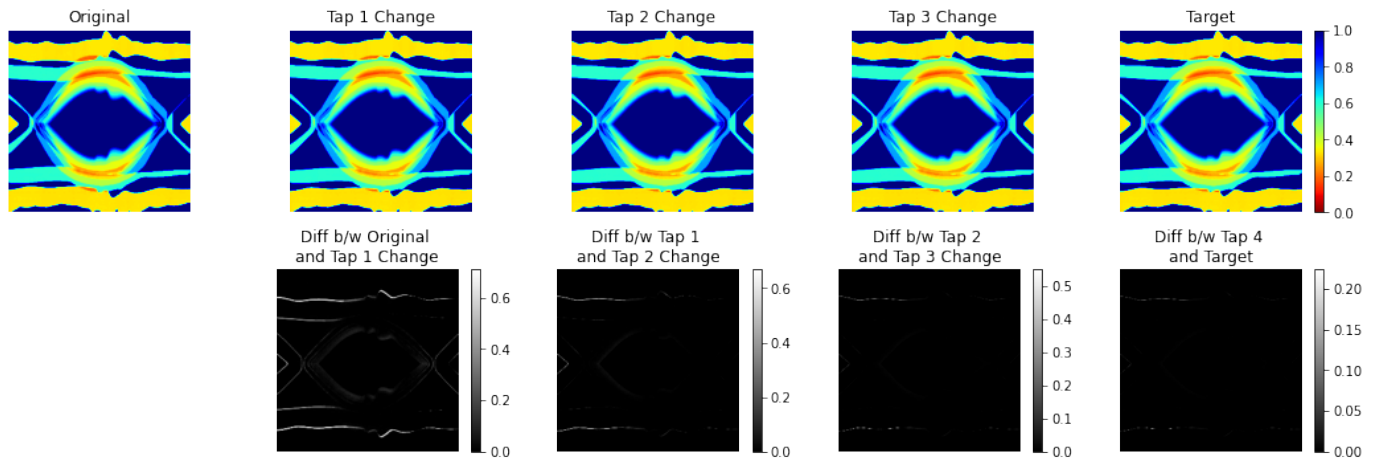 Original
Tap 1 Change
Tap 2 Change
Tap 3 Change
Target
1.0
0.8
0.6
0.4
0.2
0.0
Diff b/w Original
and Tap 1 Change
0.6
0.4
0.2
0.0
Diff b/w Tap 1
and Tap 2 Change
0.6
0.4
0.2
0.0
Diff b/w Tap 2
and Tap 3 Change
0.5
0.4
0.3
0.2
0.1
0.0
Diff b/w Tap 4
and Target
0.20
0.15
0.10
0.05
0.00